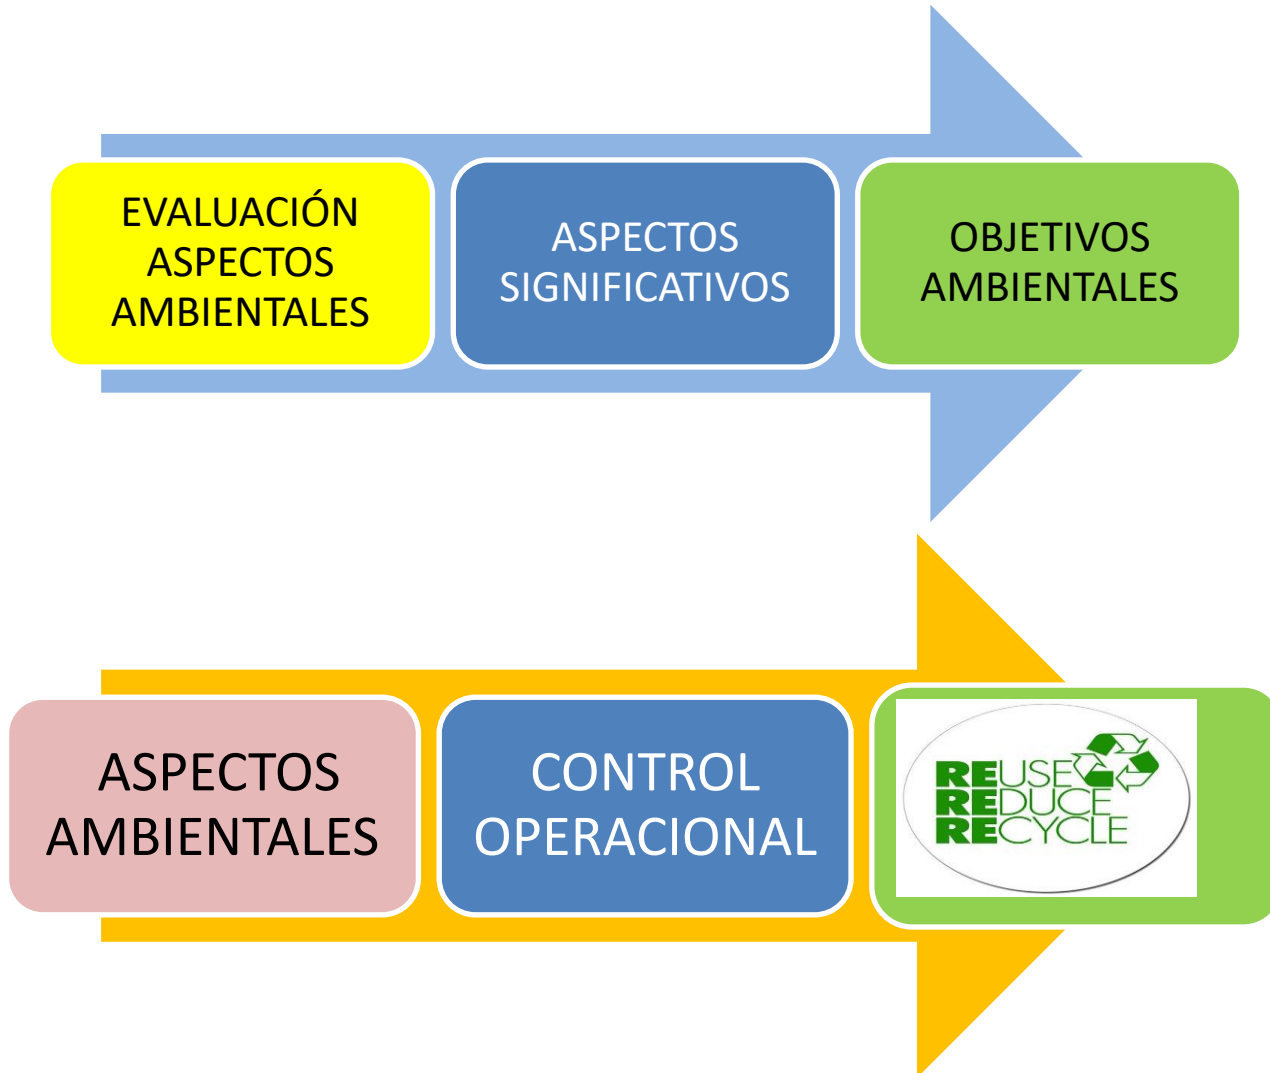 EVALUACIÓN
ASPECTOS
AMBIENTALES
ASPECTOS
SIGNIFICATIVOS
OBJETIVOS
AMBIENTALES
ASPECTOS
AMBIENTALES
CONTROL
OPERACIONAL
REUSE
REDUCE
RECYCLE